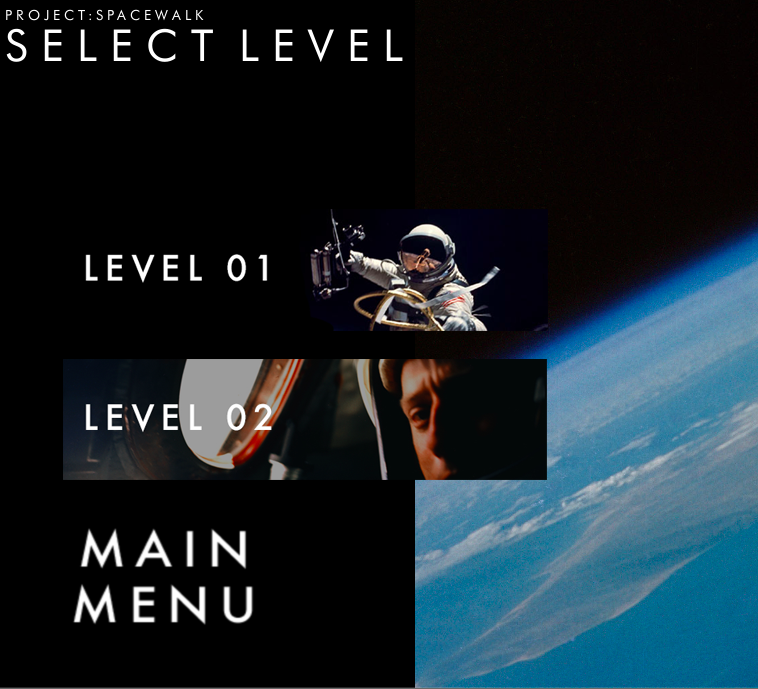 PROJECT:SPACEWALK
SELECT LEVEL
LEVEL 01
LEVEL 02
MAIN
MENU